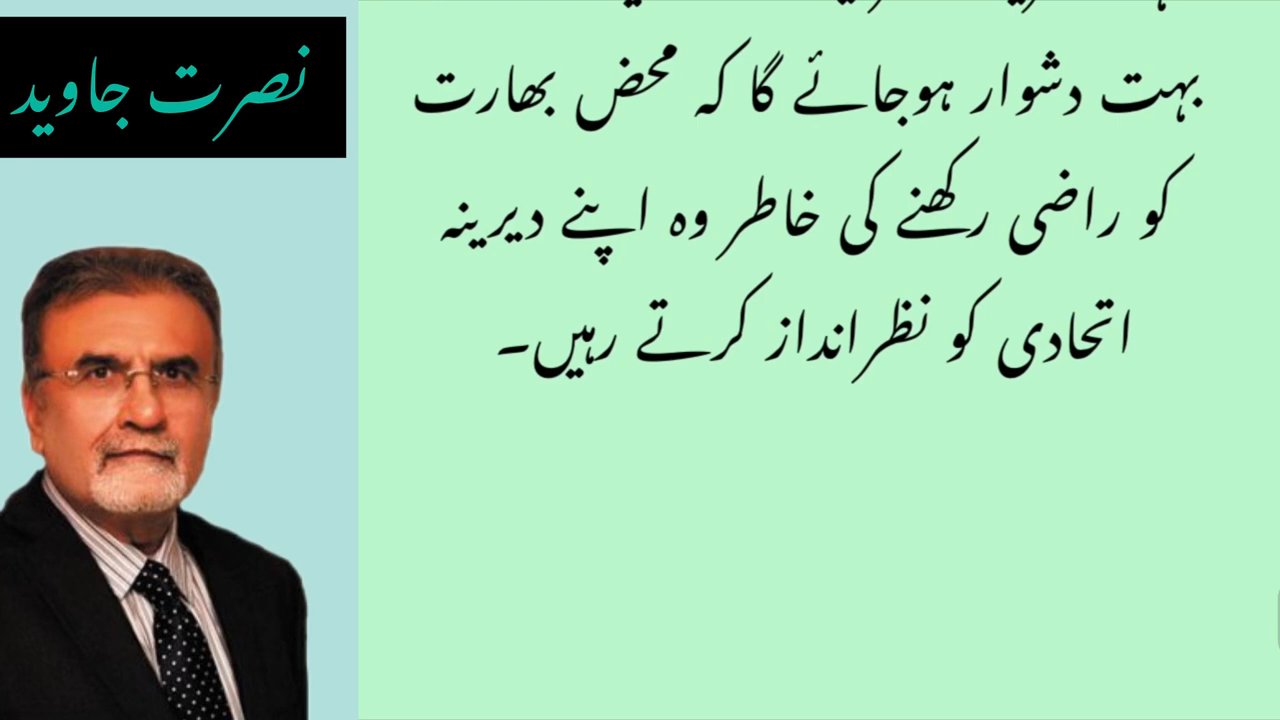 نصرت جاوید
بہت دشوار ہوجائے گا کہ محض بھارت
کو راضی رکھنے کی خاطر وہ اپنے دیرینہ
اتحادی کو نظرانداز کرتے رہیں۔